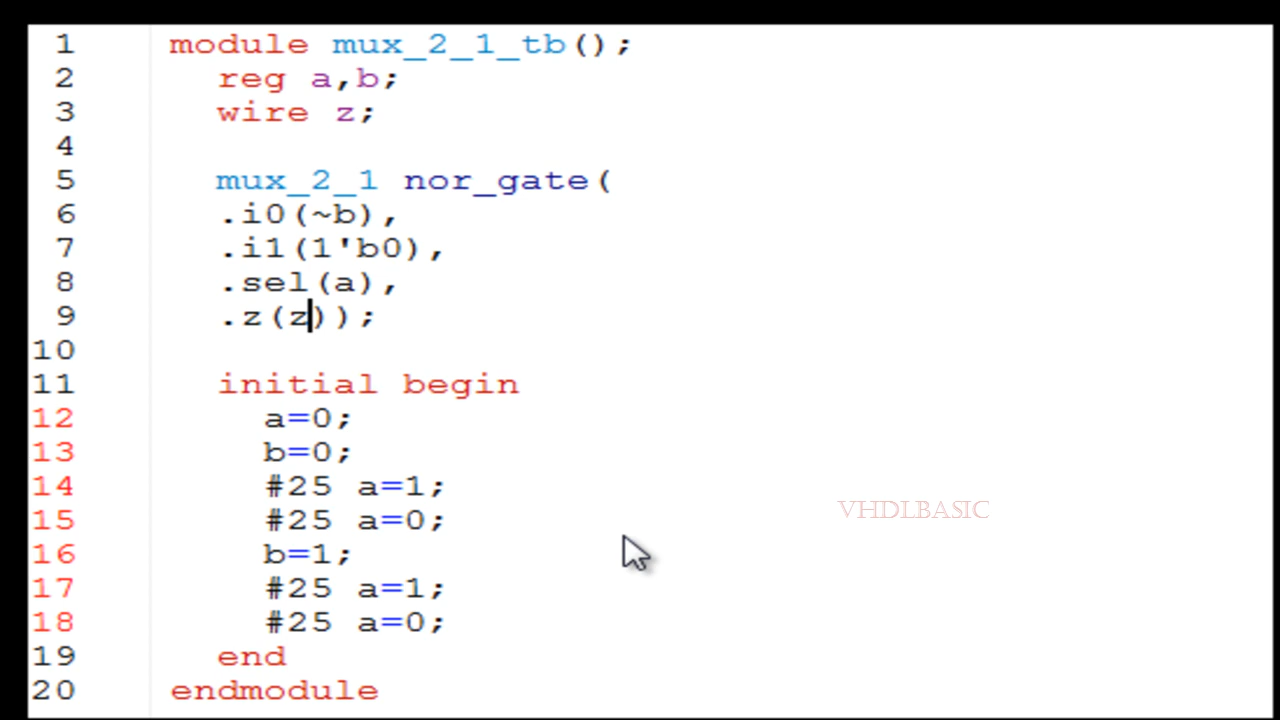 1 module mux_2_1_tb();
2 reg a,b;
3 wire z;
4
5 mux_2_1 nor_gate(
6 .i0(~b),
7 .i1(1'b0),
8 .sel(a),
9 .z(z));
10
11 initial begin
12 a=0;
13 b=0;
14 #25 a=1;
15 #25 a=0;
VHDLBASIC
16 b=1;
17 #25 a=1;
18 #25 a=0;
19 end
20 endmodule